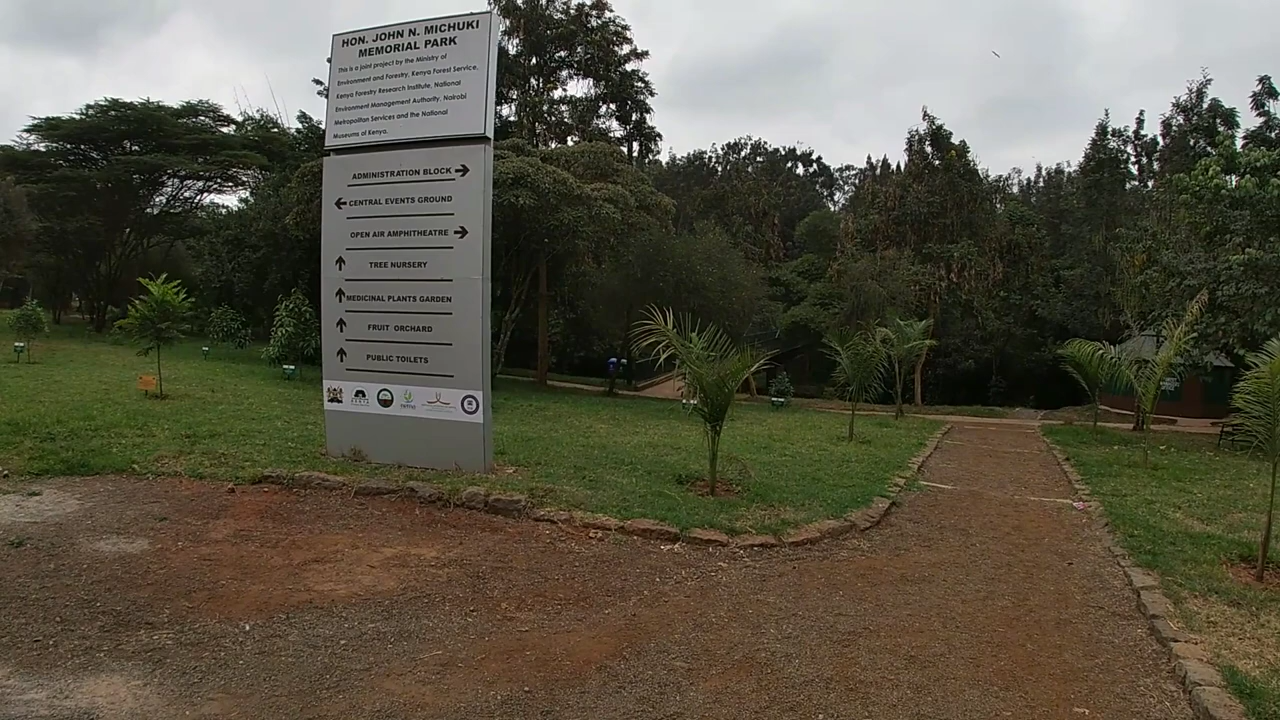 HON. JOHN N. MICHUKI
MEMORIAL PARK
This is a joint project by the Ministry of
Environment and Forestry, Kenya Forest Service,
Kenya Forestry Research Institute, National
Environment Management Authority, Nairobi
Metropolitan Services and the National
Museums of Kenya.
ADMINISTRATION BLOCK
CENTRAL EVENTS GROUND
OPEN AIR AMPHITHEATRE
TREE NURSERY
MEDICINAL PLANTS GARDEN
FRUIT ORCHARD
PUBLIC TOILETS